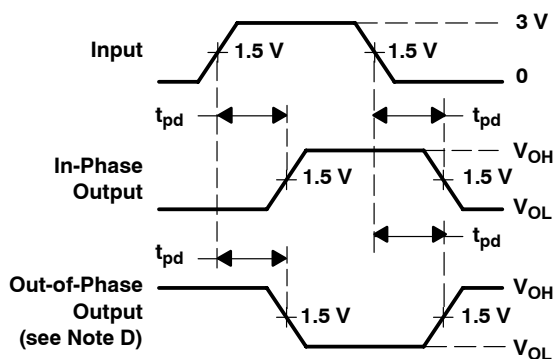 3 V
Input
1.5 V
1.5 V
0
tpd
tpd
VOH
In-Phase
Output
1.5 V
1.5 V
VOL
tpd
tpd
Out-of-Phase
Output
(see Note D)
VOH
1.5 V
1.5 V
VOL